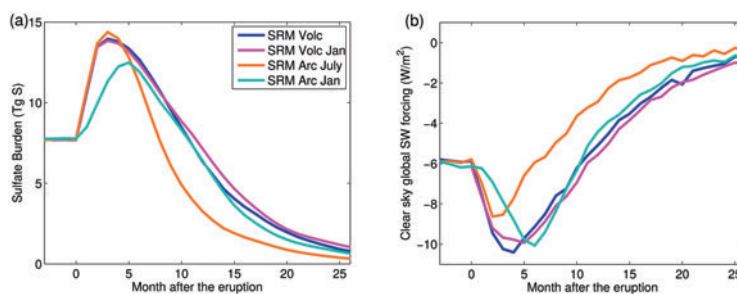 (a)
15
10
5
0
Sulfate Burden (Tg S)
SRM Volc
SRM Volc Jan
SRM Arc July
SRM Arc Jan
0 5 10 15 20 25
Month after the eruption
(b)
0
-2
-4
-6
-8
-10
Clear sky global SW forcing (W/m²)
0 5 10 15 20 25
Month after the eruption